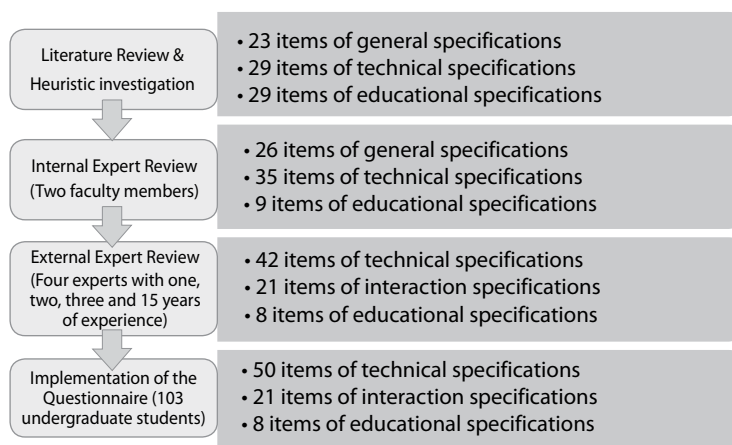 Literature Review &
Heuristic investigation
• 23 items of general specifications
• 29 items of technical specifications
• 29 items of educational specifications
Internal Expert Review
(Two faculty members)
• 26 items of general specifications
• 35 items of technical specifications
• 9 items of educational specifications
External Expert Review
(Four experts with one,
two, three and 15 years
of experience)
• 42 items of technical specifications
• 21 items of interaction specifications
• 8 items of educational specifications
Implementation of the
Questionnaire (103
undergraduate students)
• 50 items of technical specifications
• 21 items of interaction specifications
• 8 items of educational specifications